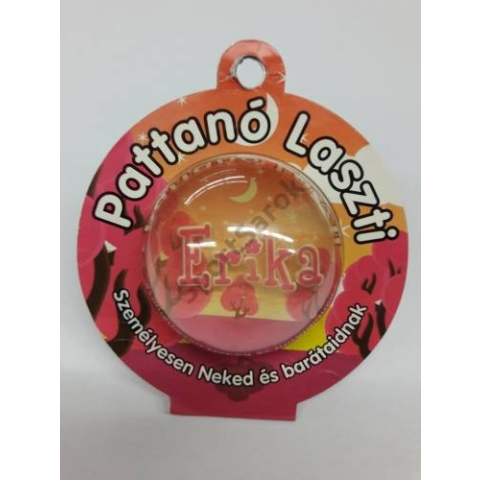 Pattanó Laszti
Erika
Személyesen Neked és barátaidnak